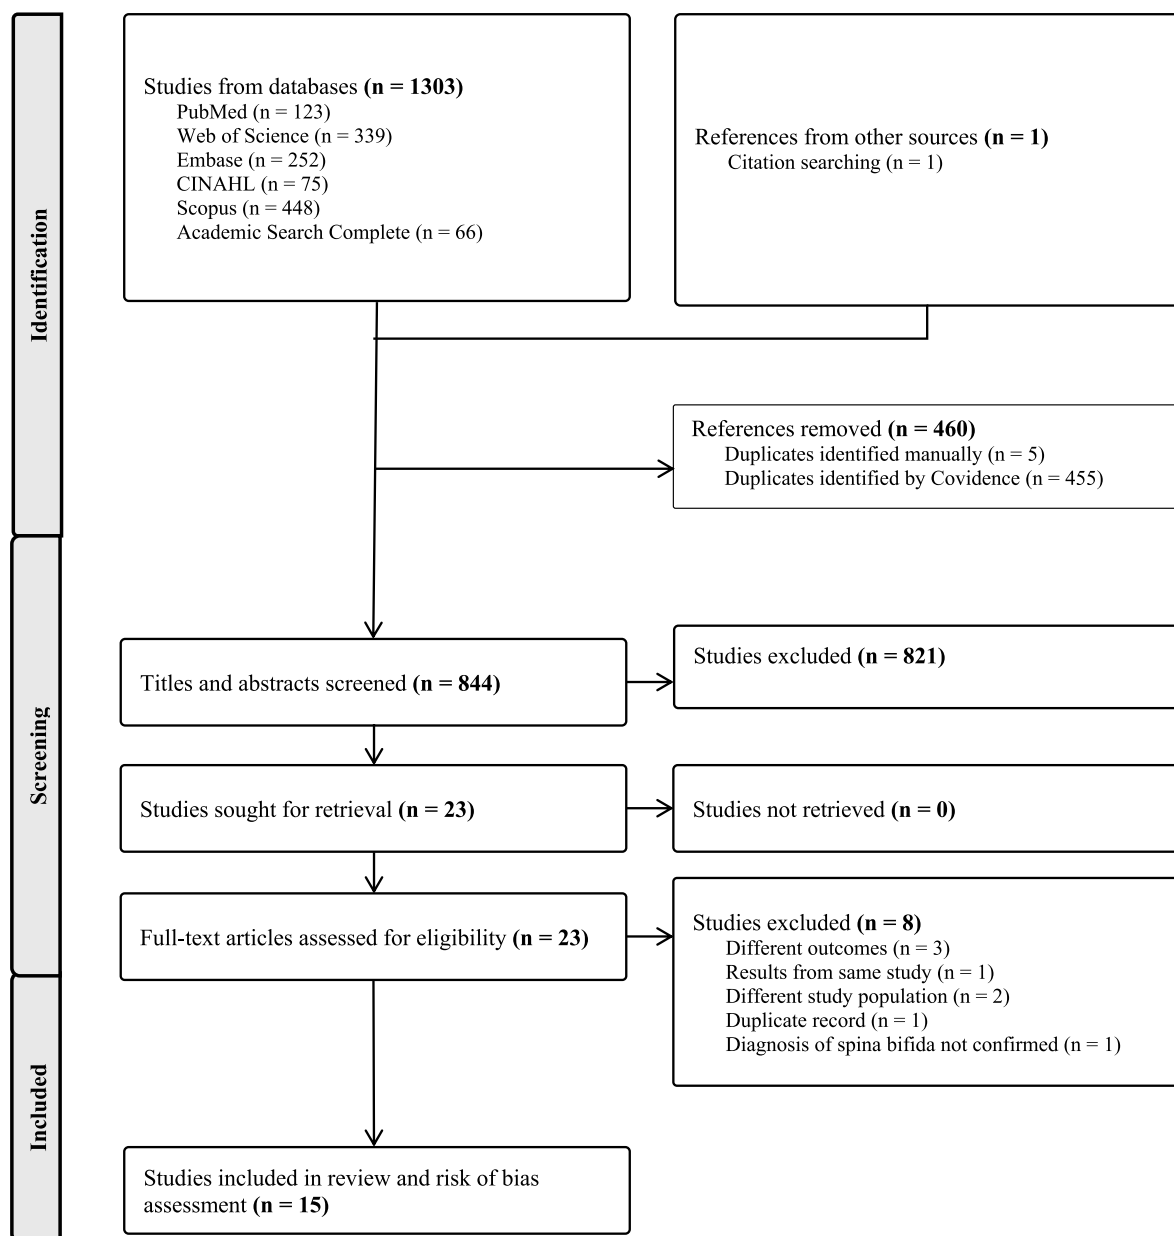 Identification
Studies from databases (n = 1303)
PubMed (n = 123)
Web of Science (n = 339)
Embase (n = 252)
CINAHL (n = 75)
Scopus (n = 448)
Academic Search Complete (n = 66)
References from other sources (n = 1)
Citation searching (n = 1)
References removed (n = 460)
Duplicates identified manually (n = 5)
Duplicates identified by Covidence (n = 455)
Screening
Titles and abstracts screened (n = 844)
Studies excluded (n = 821)
Studies sought for retrieval (n = 23)
Studies not retrieved (n = 0)
Full-text articles assessed for eligibility (n = 23)
Studies excluded (n = 8)
Different outcomes (n = 3)
Results from same study (n = 1)
Different study population (n = 2)
Duplicate record (n = 1)
Diagnosis of spina bifida not confirmed (n = 1)
Included
Studies included in review and risk of bias
assessment (n = 15)